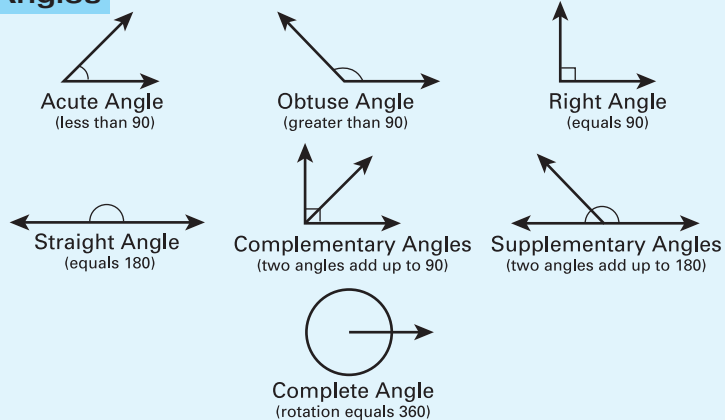 Angles
Acute Angle
(less than 90)
Obtuse Angle
(greater than 90)
Right Angle
(equals 90)
Straight Angle
(equals 180)
Complementary Angles
(two angles add up to 90)
Supplementary Angles
(two angles add up to 180)
Complete Angle
(rotation equals 360)